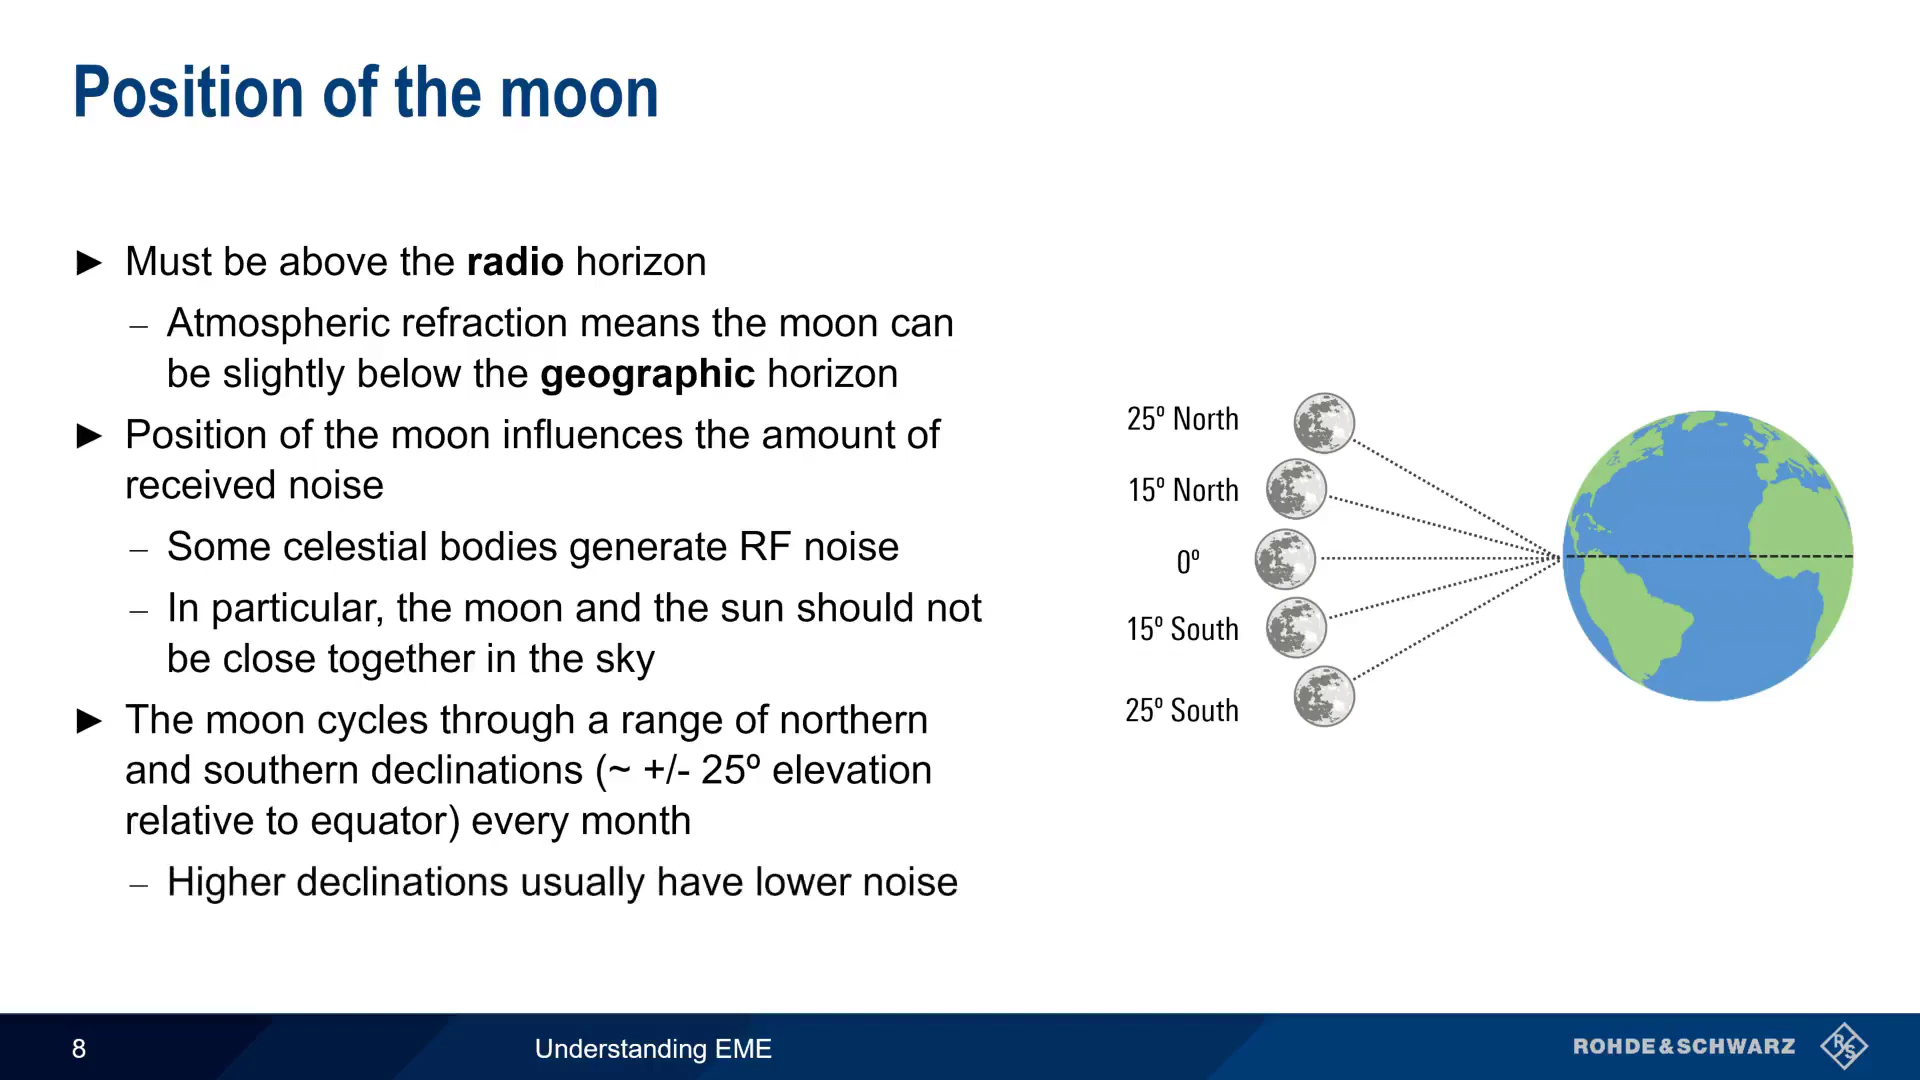 Position of the moon
► Must be above the radio horizon
– Atmospheric refraction means the moon can
be slightly below the geographic horizon
► Position of the moon influences the amount of
received noise
– Some celestial bodies generate RF noise
– In particular, the moon and the sun should not
be close together in the sky
► The moon cycles through a range of northern
and southern declinations (~ +/- 25º elevation
relative to equator) every month
– Higher declinations usually have lower noise
25º North
15º North
0º
15º South
25º South
8
Understanding EME
ROHDE&SCHWARZ
R&S